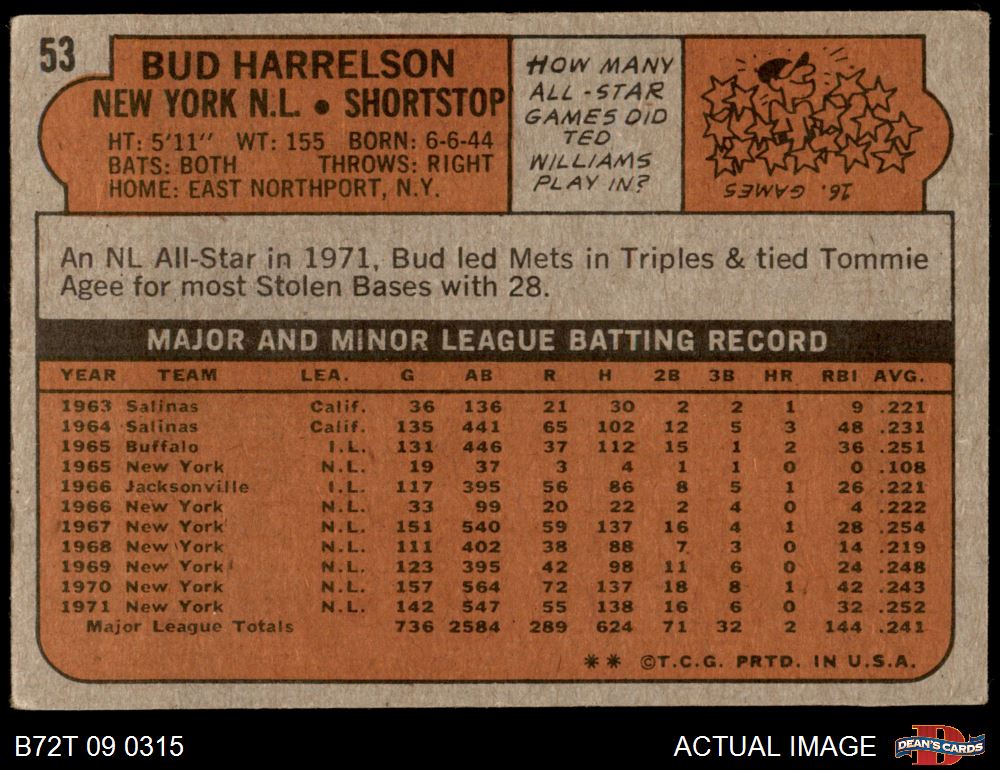 53
BUD HARRELSON
NEW YORK N.L. • SHORTSTOP
HT: 5'11" WT: 155 BORN: 6-6-44
BATS: BOTH THROWS: RIGHT
HOME: EAST NORTHPORT, N.Y.
HOW MANY
ALL-STAR
GAMES DID
TED
WILLIAMS
PLAY IN?
16. GAMES
An NL All-Star in 1971, Bud led Mets in Triples & tied Tommie
Agee for most Stolen Bases with 28.
MAJOR AND MINOR LEAGUE BATTING RECORD
YEAR TEAM LEA. G AB R H 2B 3B HR RBI AVG.
1963 Salinas Calif. 36 136 21 30 2 2 1 9 .221
1964 Salinas Calif. 135 441 65 102 12 5 3 48 .231
1965 Buffalo I.L. 131 446 37 112 15 1 2 36 .251
1965 New York N.L. 19 37 3 4 1 1 0 0 .108
1966 Jacksonville I.L. 117 395 56 86 8 5 1 26 .221
1966 New York N.L. 33 99 20 22 2 4 0 4 .222
1967 New York N.L. 151 540 59 137 16 4 1 28 .254
1968 New York N.L. 111 402 38 88 7 3 0 14 .219
1969 New York N.L. 123 395 42 98 11 6 0 24 .248
1970 New York N.L. 157 564 72 137 18 8 1 42 .243
1971 New York N.L. 142 547 55 138 16 6 0 32 .252
Major League Totals 736 2584 289 624 71 32 2 144 .241
** ©T.C.G. PRTD. IN U.S.A.
B72T 09 0315
ACTUAL IMAGE
DEAN'S CARDS